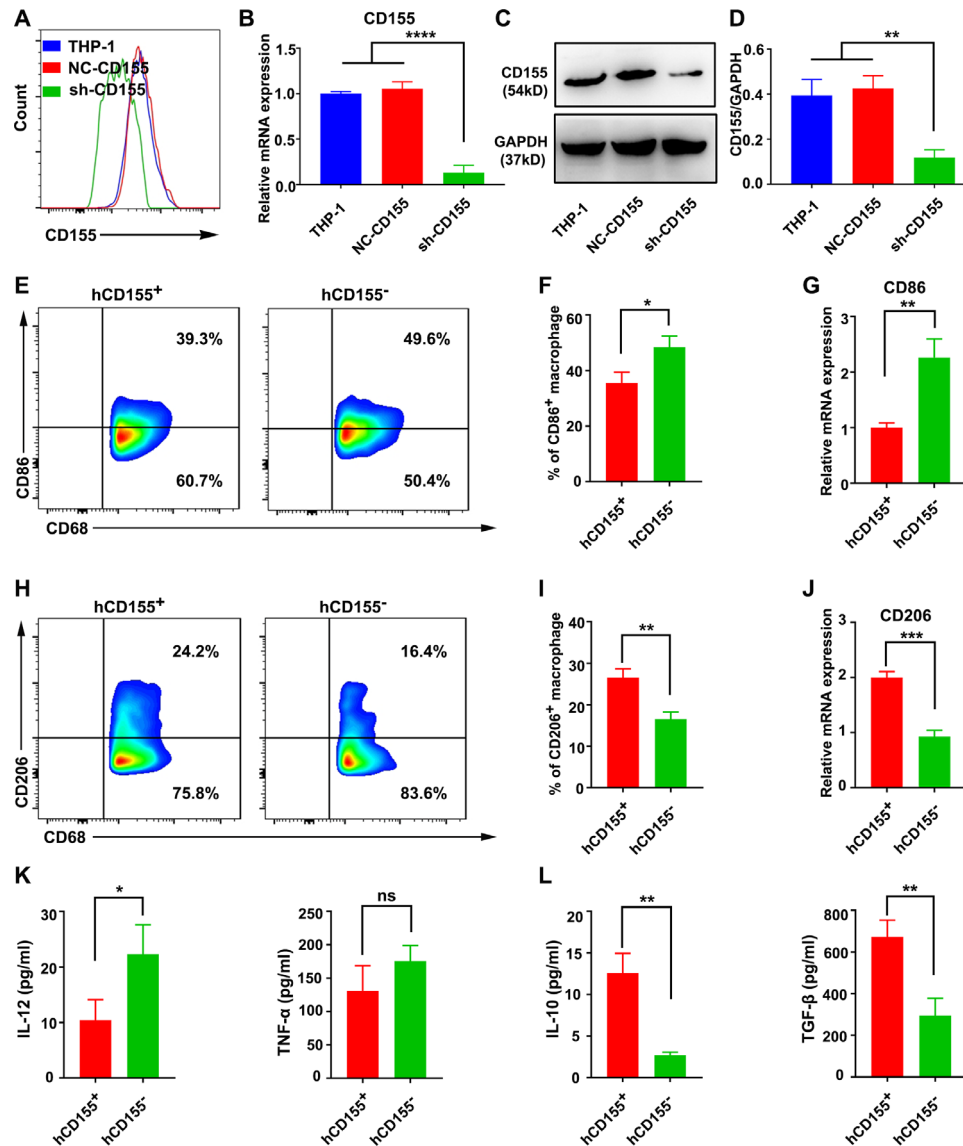 A
THP-1
NC-CD155
sh-CD155
Count
CD155
B
CD155
****
Relative mRNA expression
1.5
1.0
0.5
0.0
THP-1
NC-CD155
sh-CD155
C
CD155
(54kD)
GAPDH
(37kD)
THP-1
NC-CD155
sh-CD155
D
**
CD155/GAPDH
0.6
0.4
0.2
0.0
THP-1
NC-CD155
sh-CD155
E
hCD155+
39.3%
60.7%
hCD155-
49.6%
50.4%
CD86
CD68
F
*
% of CD86+ macrophage
60
40
20
0
hCD155+
hCD155-
G
CD86
**
Relative mRNA expression
3
2
1
0
hCD155+
hCD155-
H
hCD155+
24.2%
75.8%
hCD155-
16.4%
83.6%
CD206
CD68
I
**
% of CD206+ macrophage
40
30
20
10
0
hCD155+
hCD155-
J
CD206
***
Relative mRNA expression
3
2
1
0
hCD155+
hCD155-
K
*
IL-12 (pg/ml)
30
20
10
0
hCD155+
hCD155-
ns
TNF-α (pg/ml)
250
200
150
100
50
0
hCD155+
hCD155-
L
**
IL-10 (pg/ml)
15
10
5
0
hCD155+
hCD155-
**
TGF-β (pg/ml)
800
600
400
200
0
hCD155+
hCD155-